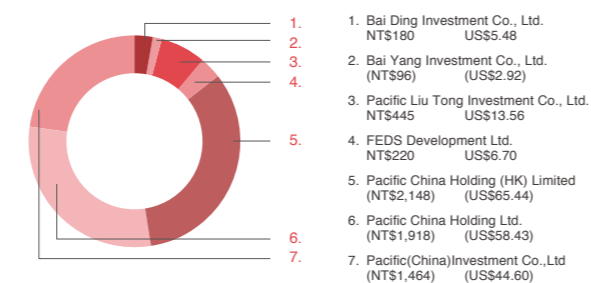 1.
2.
3.
4.
5.
6.
7.
1. Bai Ding Investment Co., Ltd.
NT$180 US$5.48
2. Bai Yang Investment Co., Ltd.
(NT$96) (US$2.92)
3. Pacific Liu Tong Investment Co., Ltd.
NT$445 US$13.56
4. FEDS Development Ltd.
NT$220 US$6.70
5. Pacific China Holding (HK) Limited
(NT$2,148) (US$65.44)
6. Pacific China Holding Ltd.
(NT$1,918) (US$58.43)
7. Pacific(China)Investment Co.,Ltd
(NT$1,464) (US$44.60)